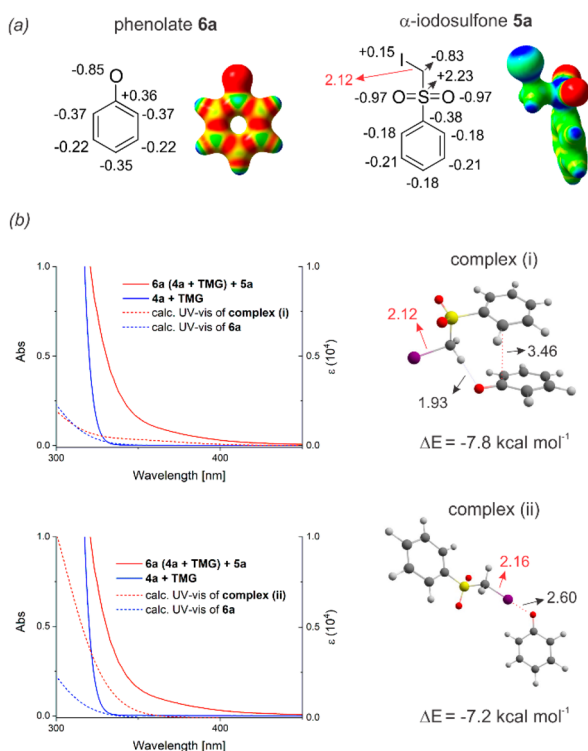 (a)
phenolate 6a
α-iodosulfone 5a
-0.85
O
+0.36
-0.37
-0.37
-0.22
-0.22
-0.35
+0.15 I
-0.83
2.12
+2.23
-0.97 O=S=O -0.97
-0.38
-0.18
-0.18
-0.21
-0.21
-0.18
(b)
1.0
0.5
0.0
Abs
300
400
Wavelength [nm]
1.0
0.5
0.0
ε (10⁴)
6a (4a + TMG) + 5a
4a + TMG
calc. UV-vis of complex (i)
calc. UV-vis of 6a
complex (i)
2.12
3.46
1.93
ΔE = -7.8 kcal mol⁻¹
1.0
0.5
0.0
Abs
300
400
Wavelength [nm]
1.0
0.5
0.0
ε (10⁴)
6a (4a + TMG) + 5a
4a + TMG
calc. UV-vis of complex (ii)
calc. UV-vis of 6a
complex (ii)
2.16
2.60
ΔE = -7.2 kcal mol⁻¹